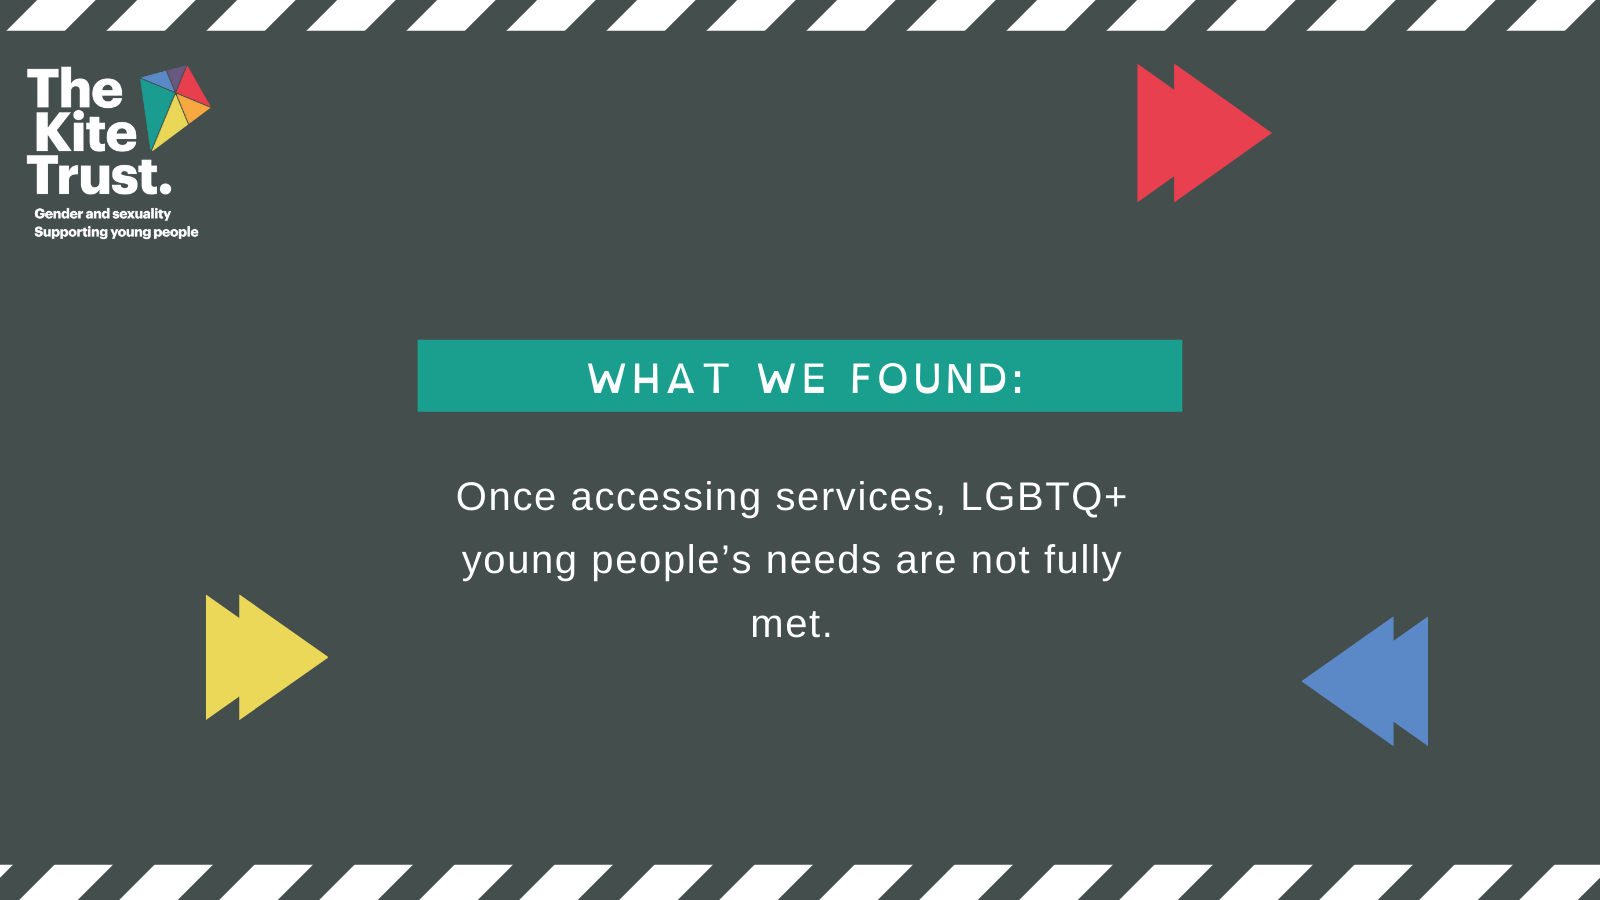 The
Kite
Trust.
Gender and sexuality
Supporting young people
WHAT WE FOUND:
Once accessing services, LGBTQ+
young people’s needs are not fully
met.